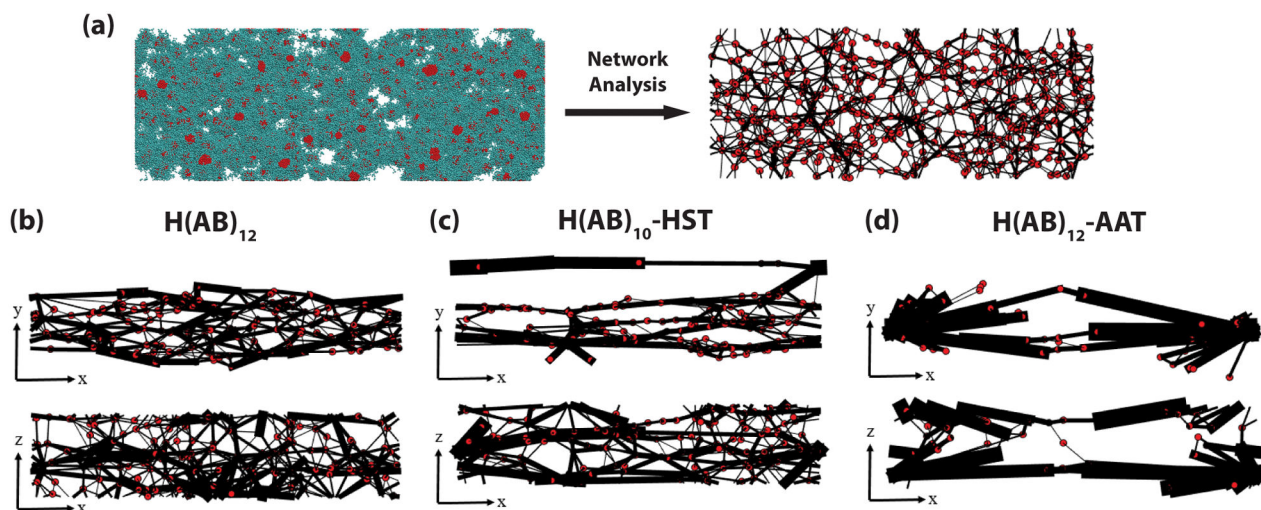 (a)
Network
Analysis
(b) H(AB)₁₂
(c) H(AB)₁₀-HST
(d) H(AB)₁₂-AAT
y
x
y
x
y
x
z
x
z
x
z
x